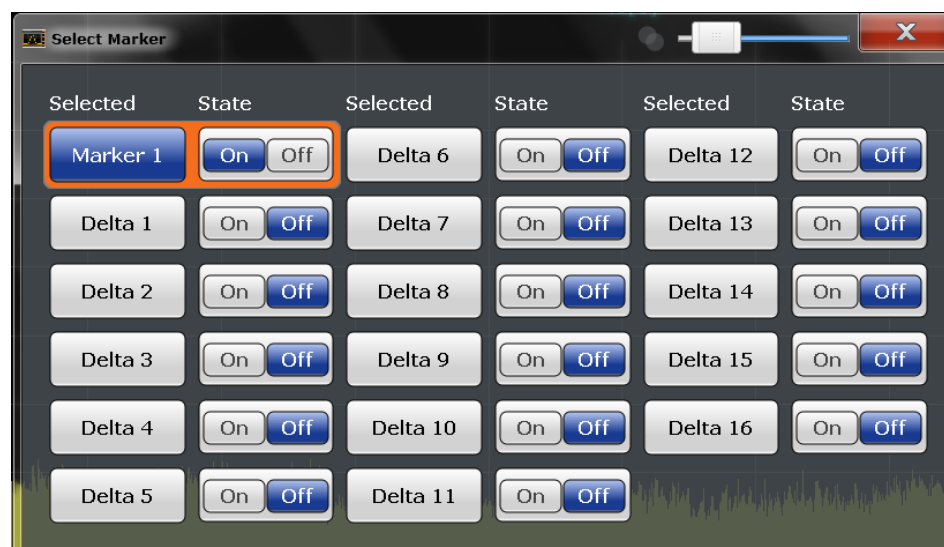 Select Marker
Selected State Selected State Selected State
Marker 1 On Off Delta 6 On Off Delta 12 On Off
Delta 1 On Off Delta 7 On Off Delta 13 On Off
Delta 2 On Off Delta 8 On Off Delta 14 On Off
Delta 3 On Off Delta 9 On Off Delta 15 On Off
Delta 4 On Off Delta 10 On Off Delta 16 On Off
Delta 5 On Off Delta 11 On Off